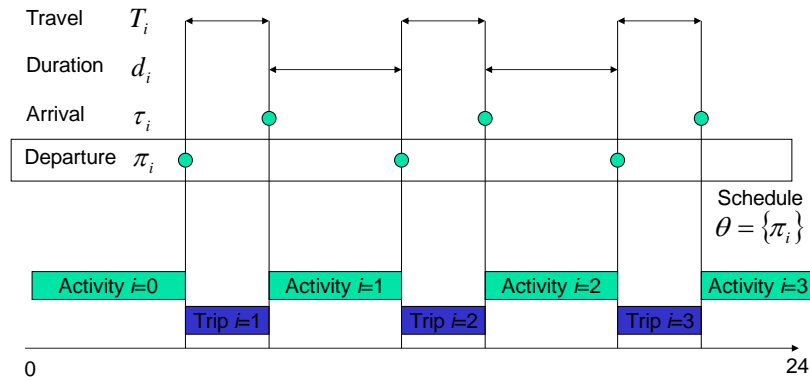 Travel T_i
Duration d_i
Arrival τ_i
Departure π_i
Schedule
θ = {π_i}
Activity i=0 Activity i=1 Activity i=2 Activity i=3
Trip i=1 Trip i=2 Trip i=3
0 24